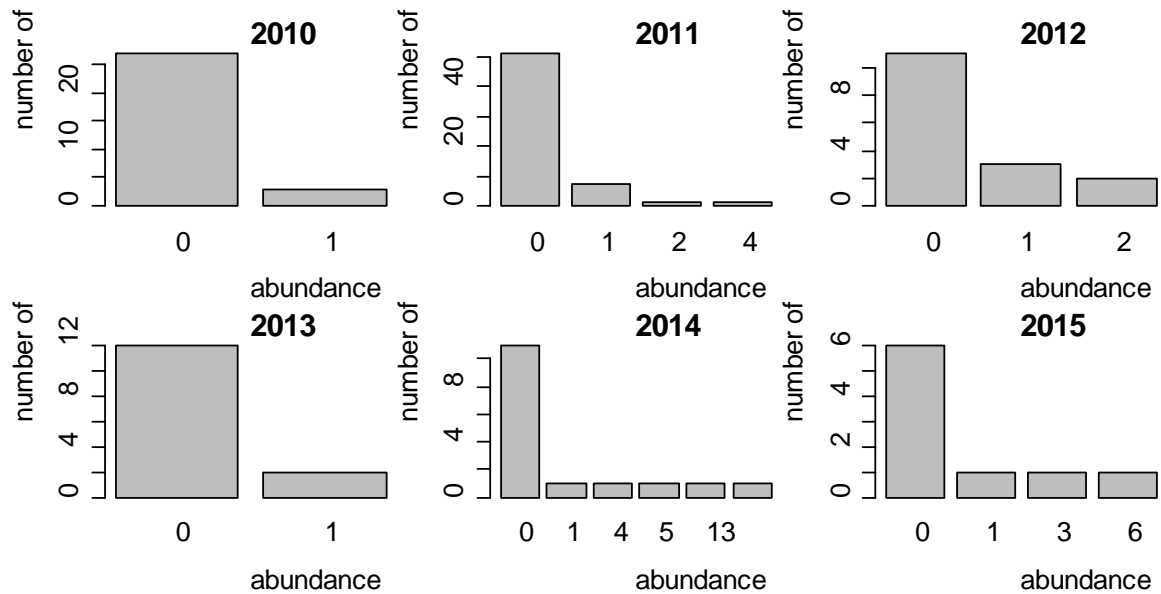 2010
number of
0 10 20
0 1
abundance
2011
number of
0 20 40
0 1 2 4
abundance
2012
number of
0 4 8
0 1 2
abundance
2013
number of
0 4 8 12
0 1
abundance
2014
number of
0 4 8
0 1 4 5 13
abundance
2015
number of
0 2 4 6
0 1 3 6
abundance